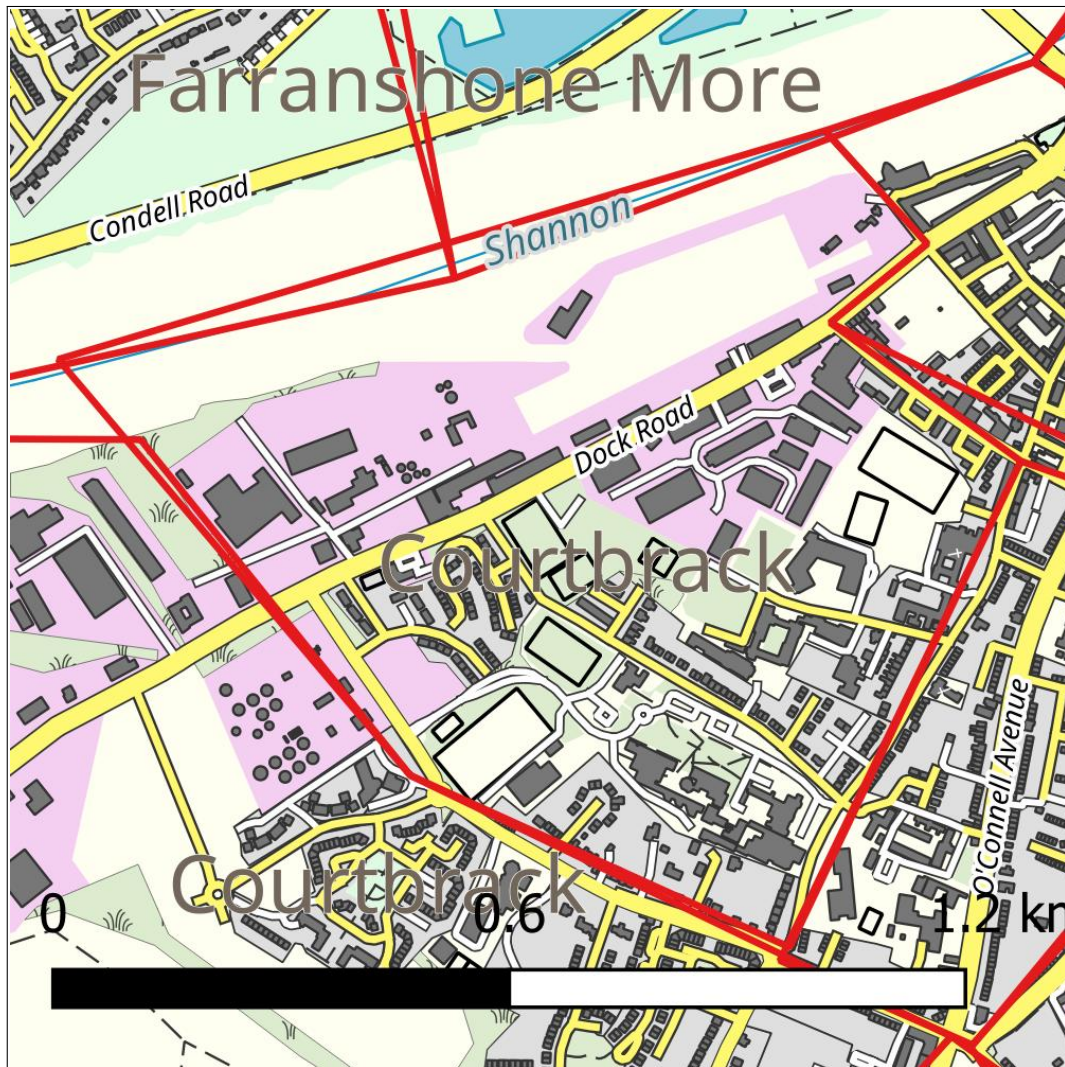 Farranshone More
Condell Road
Shannon
Dock Road
Courtbrack
O'Connell Avenue
Courtbrack
0 0.6 1.2 km